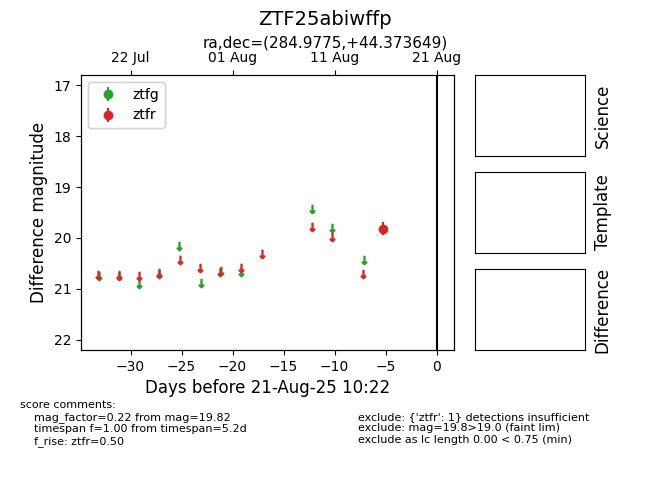 ZTF25abiwffp
ra,dec=(284.9775,+44.373649)
22 Jul 01 Aug 11 Aug 21 Aug
ztfg
ztfr
17
18
19
20
21
22
Difference magnitude
−30 −25 −20 −15 −10 −5 0
Days before 21-Aug-25 10:22
Science
Template
Difference
score comments:
mag_factor=0.22 from mag=19.82
timespan f=1.00 from timespan=5.2d
f_rise: ztfr=0.50
exclude: {'ztfr': 1} detections insufficient
exclude: mag=19.8>19.0 (faint lim)
exclude as lc length 0.00 < 0.75 (min)